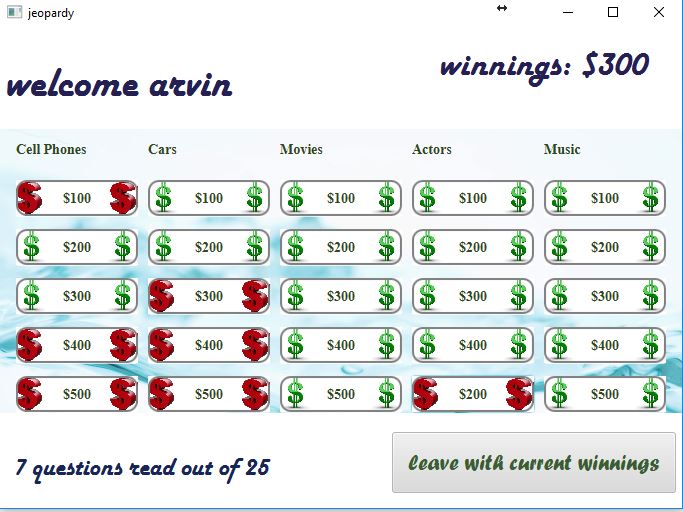 jeopardy
winnings: $300
welcome arvin
Cell Phones Cars Movies Actors Music
$100 $100 $100 $100 $100
$200 $200 $200 $200 $200
$300 $300 $300 $300 $300
$400 $400 $400 $400 $400
$500 $500 $500 $200 $500
7 questions read out of 25
leave with current winnings